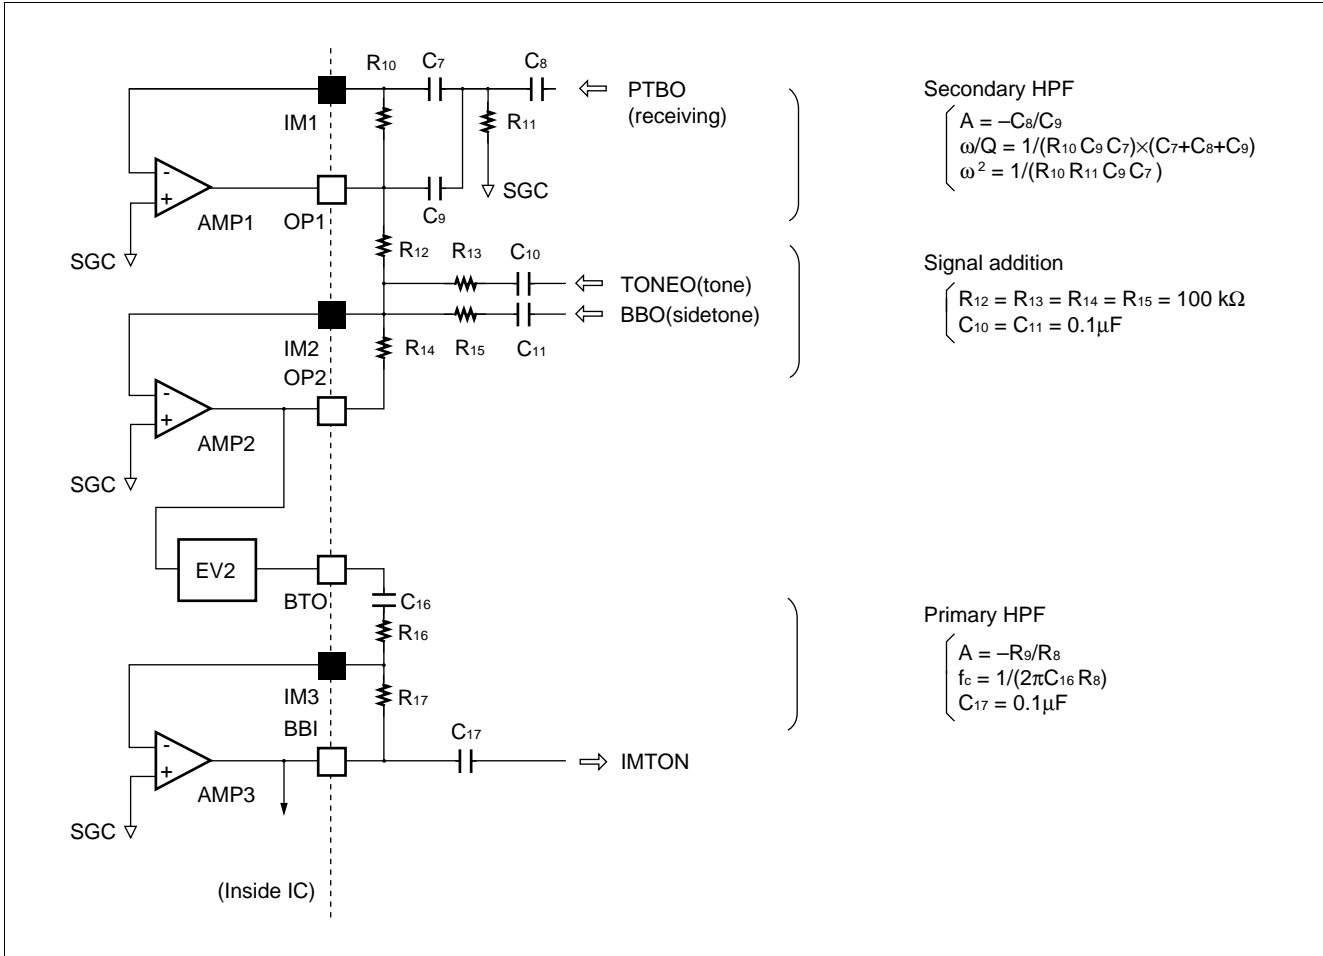 R10 C7 C8
IM1
R11
PTBO
(receiving)
Secondary HPF
A = –C8/C9
ω/Q = 1/(R10 C9 C7)×(C7+C8+C9)
ω2 = 1/(R10 R11 C9 C7 )
-
+
AMP1
OP1
C9
SGC
SGC
R12 R13 C10
TONEO(tone)
BBO(sidetone)
Signal addition
R12 = R13 = R14 = R15 = 100 kΩ
C10 = C11 = 0.1μF
IM2
OP2
R14 R15 C11
-
+
AMP2
SGC
EV2
BTO
C16
R16
Primary HPF
A = –R9/R8
fc = 1/(2πC16 R8)
C17 = 0.1μF
IM3
BBI
R17
C17
-
+
AMP3
IMTON
SGC
(Inside IC)